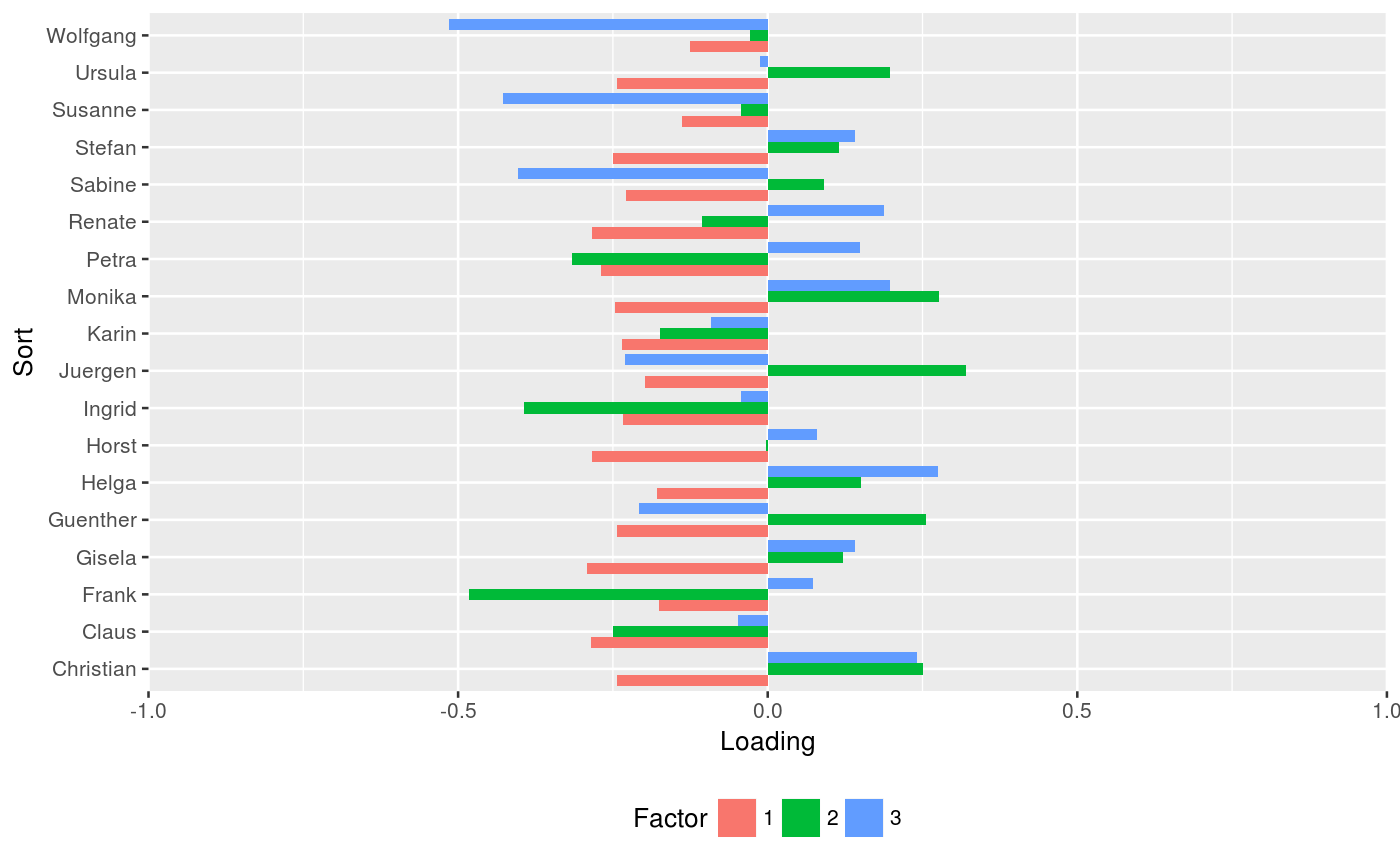 Wolfgang
Ursula
Susanne
Stefan
Sabine
Renate
Petra
Monika
Karin
Juergen
Ingrid
Horst
Helga
Guenther
Gisela
Frank
Claus
Christian
Sort
-1.0 -0.5 0.0 0.5 1.0
Loading
Factor 1 2 3